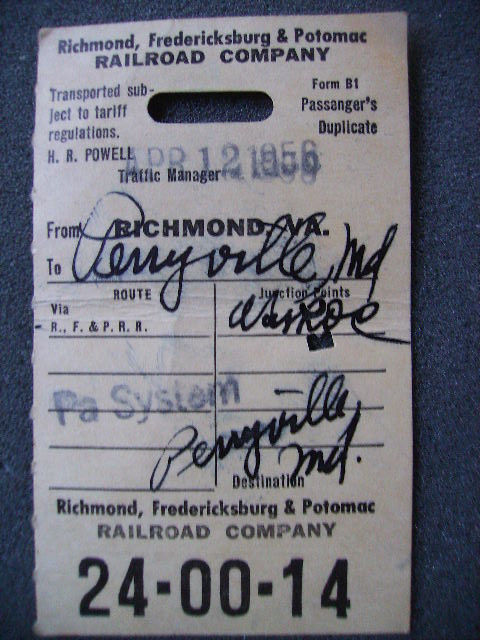 Richmond, Fredericksburg & Potomac
RAILROAD COMPANY
Transported sub-
ject to tariff
regulations.
Form B1
Passenger's
Duplicate
H. R. POWELL
Traffic Manager
APR 12 1956
From RICHMOND, VA.
To Perryville, Md
ROUTE
Junction Points
Via
R., F. & P. R. R.
Pa System
Perryville,
Md.
Destination
Richmond, Fredericksburg & Potomac
RAILROAD COMPANY
24-00-14